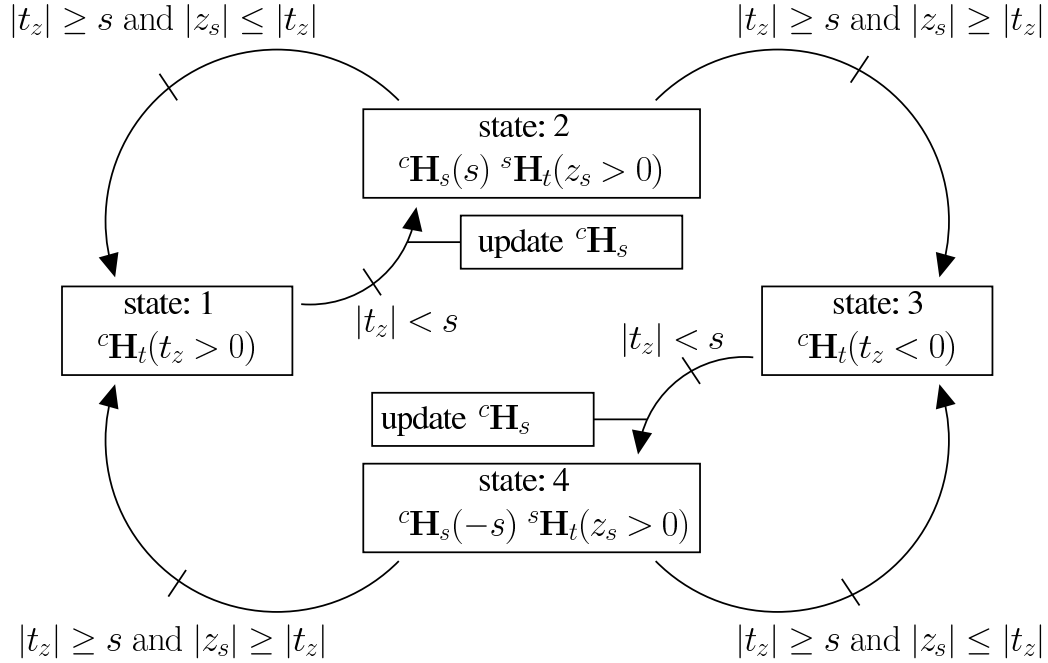 |t_z| ≥ s and |z_s| ≤ |t_z|
|t_z| ≥ s and |z_s| ≥ |t_z|
state: 2
^cH_s(s) ^sH_t(z_s > 0)
update ^cH_s
state: 1
^cH_t(t_z > 0)
|t_z| < s
state: 3
^cH_t(t_z < 0)
|t_z| < s
update ^cH_s
state: 4
^cH_s(−s) ^sH_t(z_s > 0)
|t_z| ≥ s and |z_s| ≥ |t_z|
|t_z| ≥ s and |z_s| ≤ |t_z|